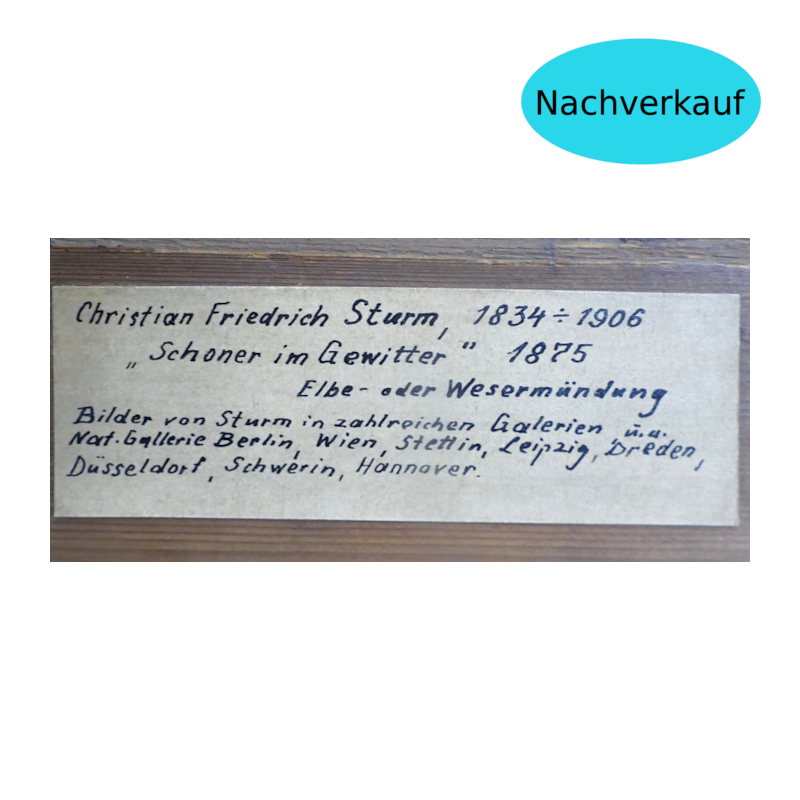 Nachverkauf
Christian Friedrich Sturm, 1834 ÷ 1906
„Schoner im Gewitter" 1875
Elbe- oder Wesermündung
Bilder von Sturm in zahlreichen Galerien ü.a.
Nat. Gallerie Berlin, Wien, Stettin, Leipzig, Dreden,
Düsseldorf, Schwerin, Hannover.